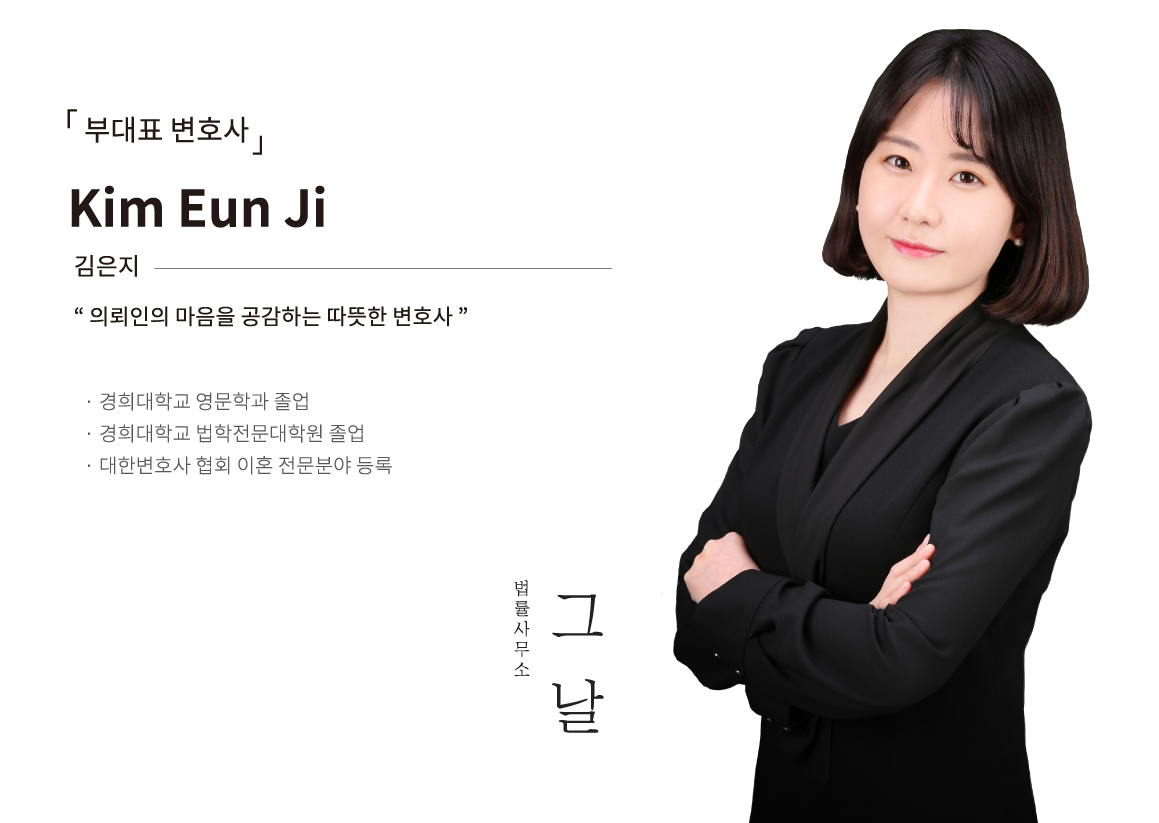 「 부대표 변호사 」
Kim Eun Ji
김은지
“ 의뢰인의 마음을 공감하는 따뜻한 변호사 ”
· 경희대학교 영문학과 졸업
· 경희대학교 법학전문대학원 졸업
· 대한변호사 협회 이혼 전문분야 등록
법률사무소
그날